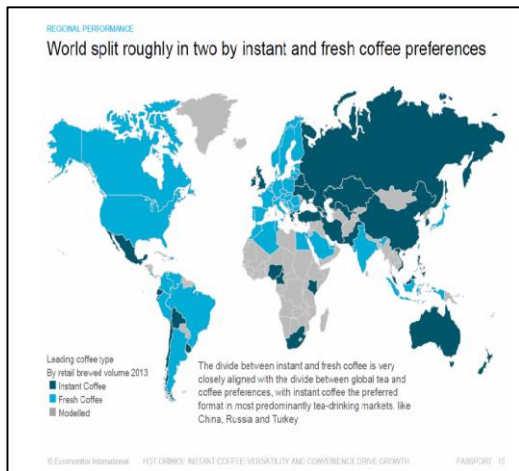 REGIONAL PERFORMANCE
World split roughly in two by instant and fresh coffee preferences
Leading coffee type
By retail brewed volume 2013
Instant Coffee
Fresh Coffee
Modelled
The divide between instant and fresh coffee is very
closely aligned with the divide between global tea and
coffee preferences, with instant coffee the preferred
format in most predominantly tea-drinking markets, like
China, Russia and Turkey
© Euromonitor International HOT DRINKS: INSTANT COFFEE: VERSATILITY AND CONVENIENCE DRIVE GROWTH PASSPORT 15